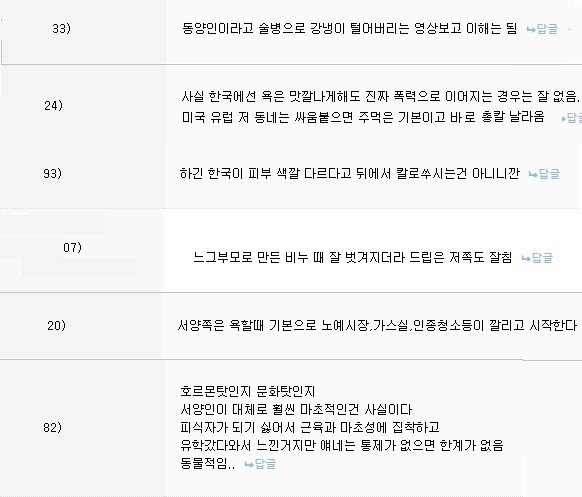 33)
동양인이라고 술병으로 강냉이 털어버리는 영상보고 이해는 됨 답글
24)
사실 한국에선 욕은 맛깔나게해도 진짜 폭력으로 이어지는 경우는 잘 없음.
미국 유럽 저 동네는 싸움붙으면 주먹은 기본이고 바로 총칼 날라옴 답글
93)
하긴 한국이 피부 색깔 다르다고 뒤에서 칼로쑤시는건 아니니깐 답글
07)
느그부모로 만든 비누 때 잘 벗겨지더라 드립은 저쪽도 잘침 답글
20)
서양쪽은 욕할때 기본으로 노예시장,가스실,인종청소등이 깔리고 시작한다
82)
호르몬탓인지 문화탓인지
서양인이 대체로 훨씬 마초적인건 사실이다
피식자가 되기 싫어서 근육과 마초성에 집착하고
유학갔다와서 느낀거지만 얘네는 통제가 없으면 한계가 없음
동물적임.. 답글